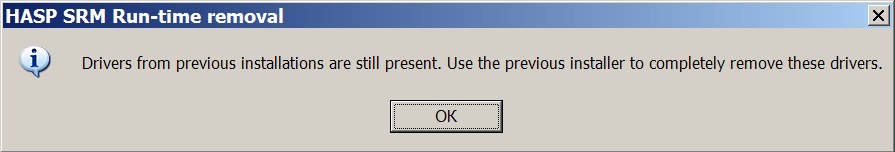 HASP SRM Run-time removal
Drivers from previous installations are still present. Use the previous installer to completely remove these drivers.
OK